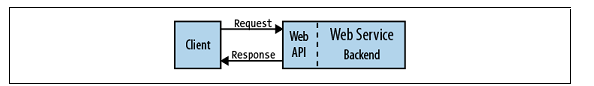 Request
Client
Web
API
Web Service
Backend
Response